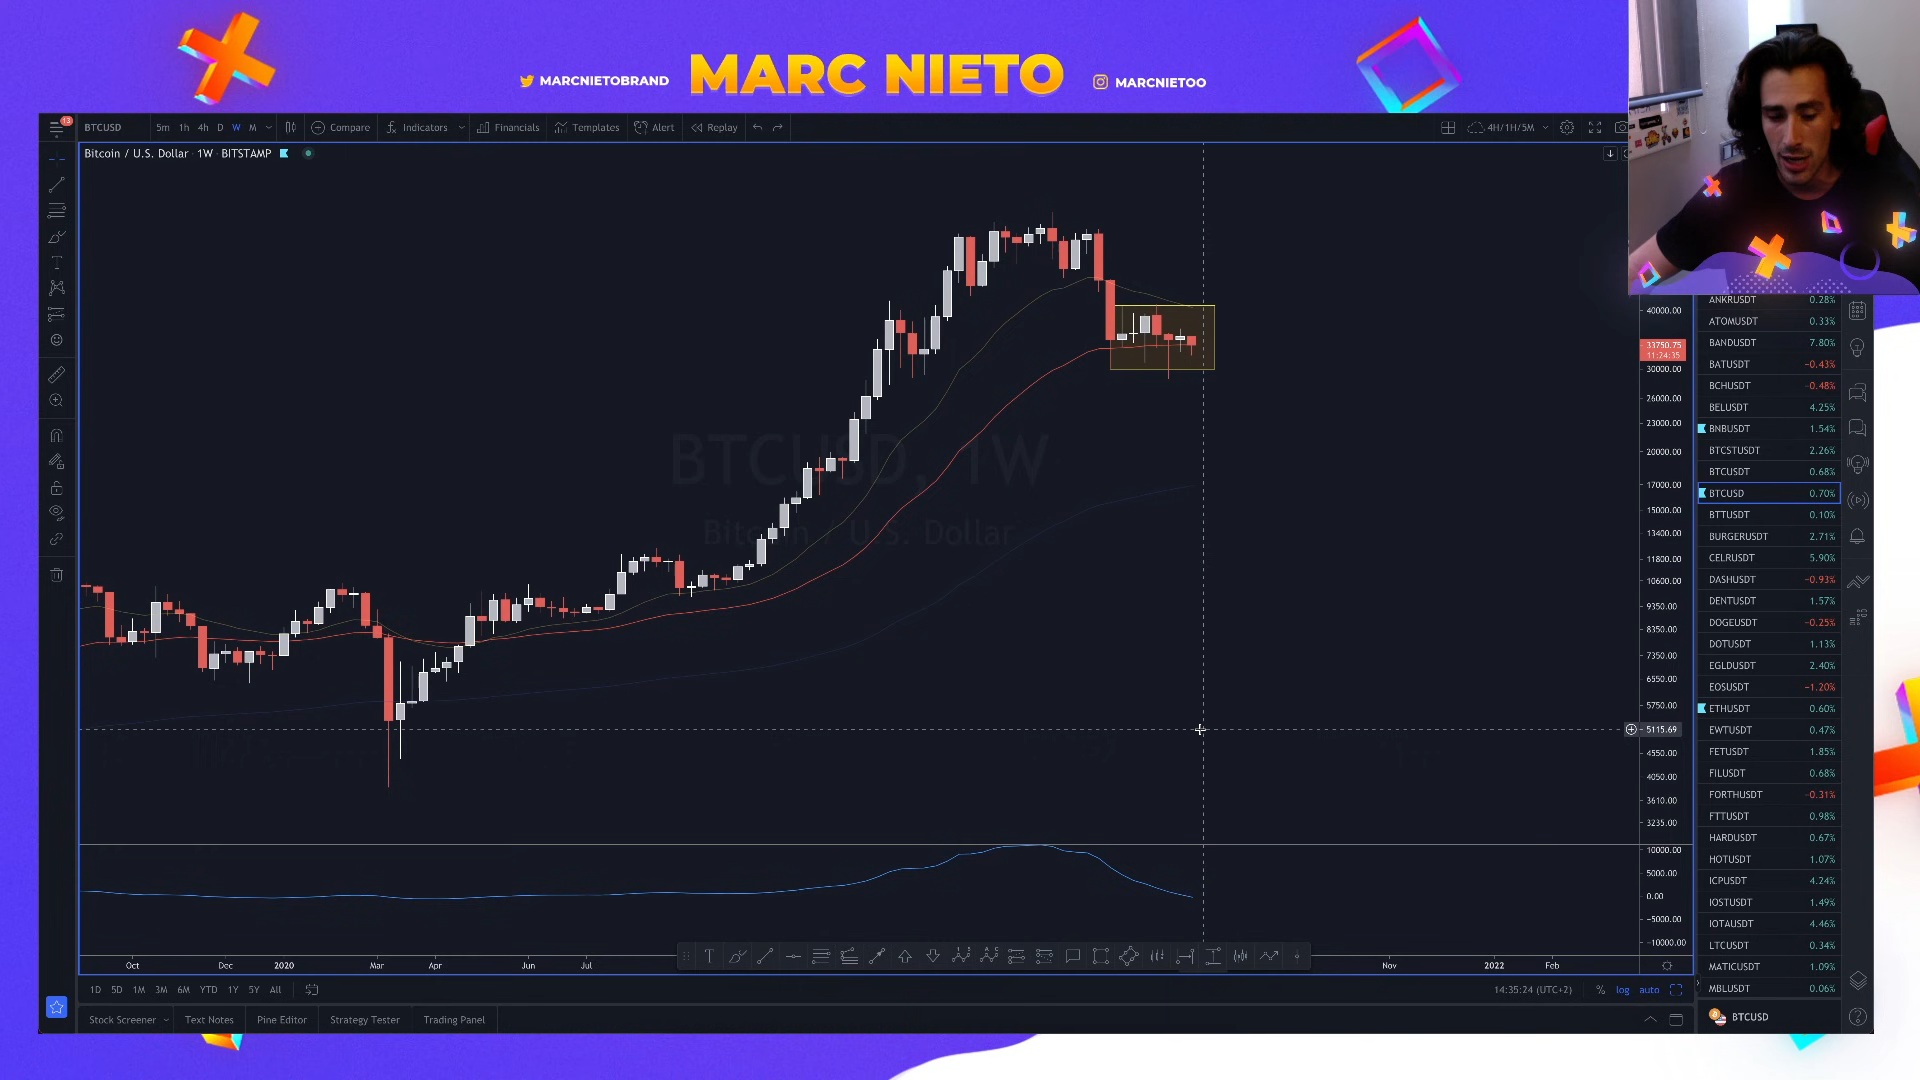 MARCNIETOBRAND
MARC NIETO
MARCNIETOO
13
BTCUSD
5m 1h 4h D W M
Compare
Indicators
Financials
Templates
Alert
Replay
4H/1H/5M
Bitcoin / U.S. Dollar · 1W · BITSTAMP
BTCUSD, 1W
Bitcoin / U.S. Dollar
40000.00
33750.75
11:24:35
30000.00
26000.00
23000.00
20000.00
17000.00
15000.00
13400.00
11800.00
10600.00
9350.00
8350.00
7350.00
6550.00
5750.00
5115.69
4550.00
4050.00
3610.00
3235.00
10000.00
5000.00
0.00
−5000.00
−10000.00
Oct Dec 2020 Mar Apr Jun Jul Nov 2022 Feb
1D 5D 1M 3M 6M YTD 1Y 5Y All
14:35:24 (UTC+2) % log auto
Stock Screener
Text Notes
Pine Editor
Strategy Tester
Trading Panel
ANKRUSDT 0.28%
ATOMUSDT 0.33%
BANDUSDT 7.80%
BATUSDT −0.43%
BCHUSDT −0.48%
BELUSDT 4.25%
BNBUSDT 1.54%
BTCSTUSDT 2.26%
BTCUSDT 0.68%
BTCUSD 0.70%
BTTUSDT 0.10%
BURGERUSDT 2.71%
CELRUSDT 5.90%
DASHUSDT −0.93%
DENTUSDT 1.57%
DOGEUSDT −0.25%
DOTUSDT 1.13%
EGLDUSDT 2.40%
EOSUSDT −1.20%
ETHUSDT 0.60%
EWTUSDT 0.47%
FETUSDT 1.85%
FILUSDT 0.68%
FORTHUSDT −0.31%
FTTUSDT 0.98%
HARDUSDT 0.67%
HOTUSDT 1.07%
ICPUSDT 4.24%
IOSTUSDT 1.49%
IOTAUSDT 4.46%
LTCUSDT 0.34%
MATICUSDT 1.09%
MBLUSDT 0.06%
BTCUSD